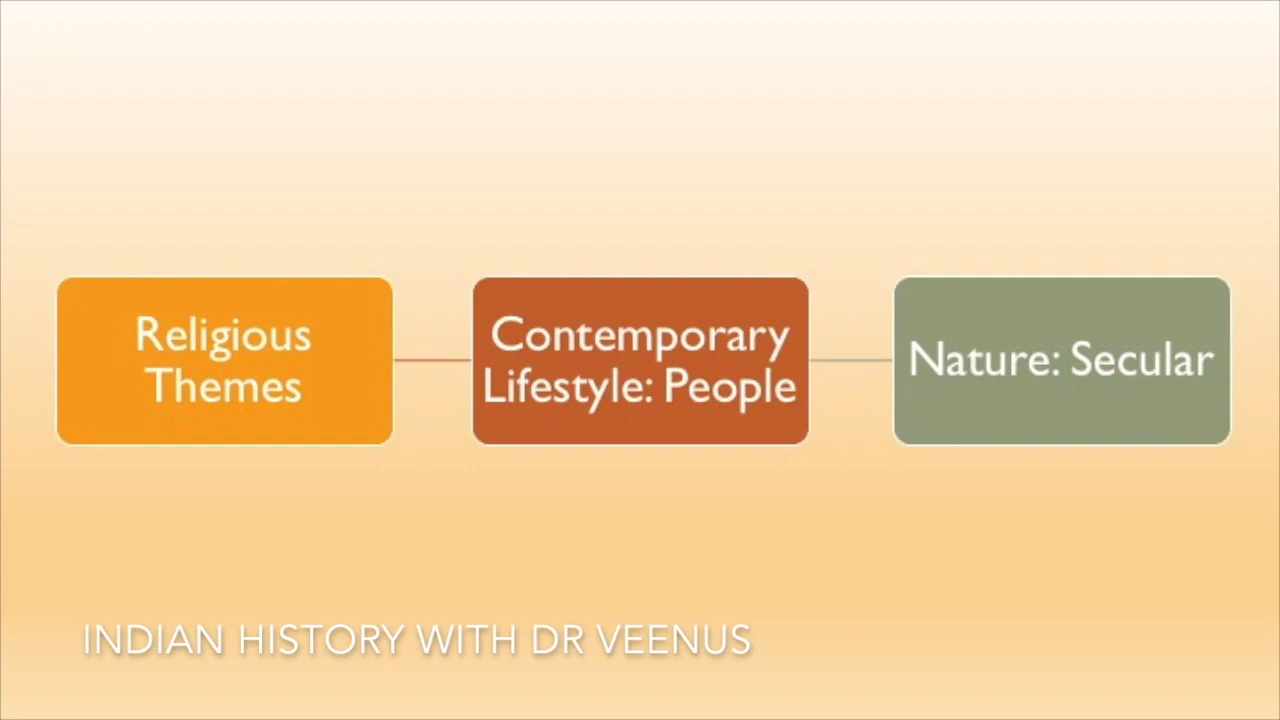 Religious
Themes
Contemporary
Lifestyle: People
Nature: Secular
INDIAN HISTORY WITH DR VEENUS